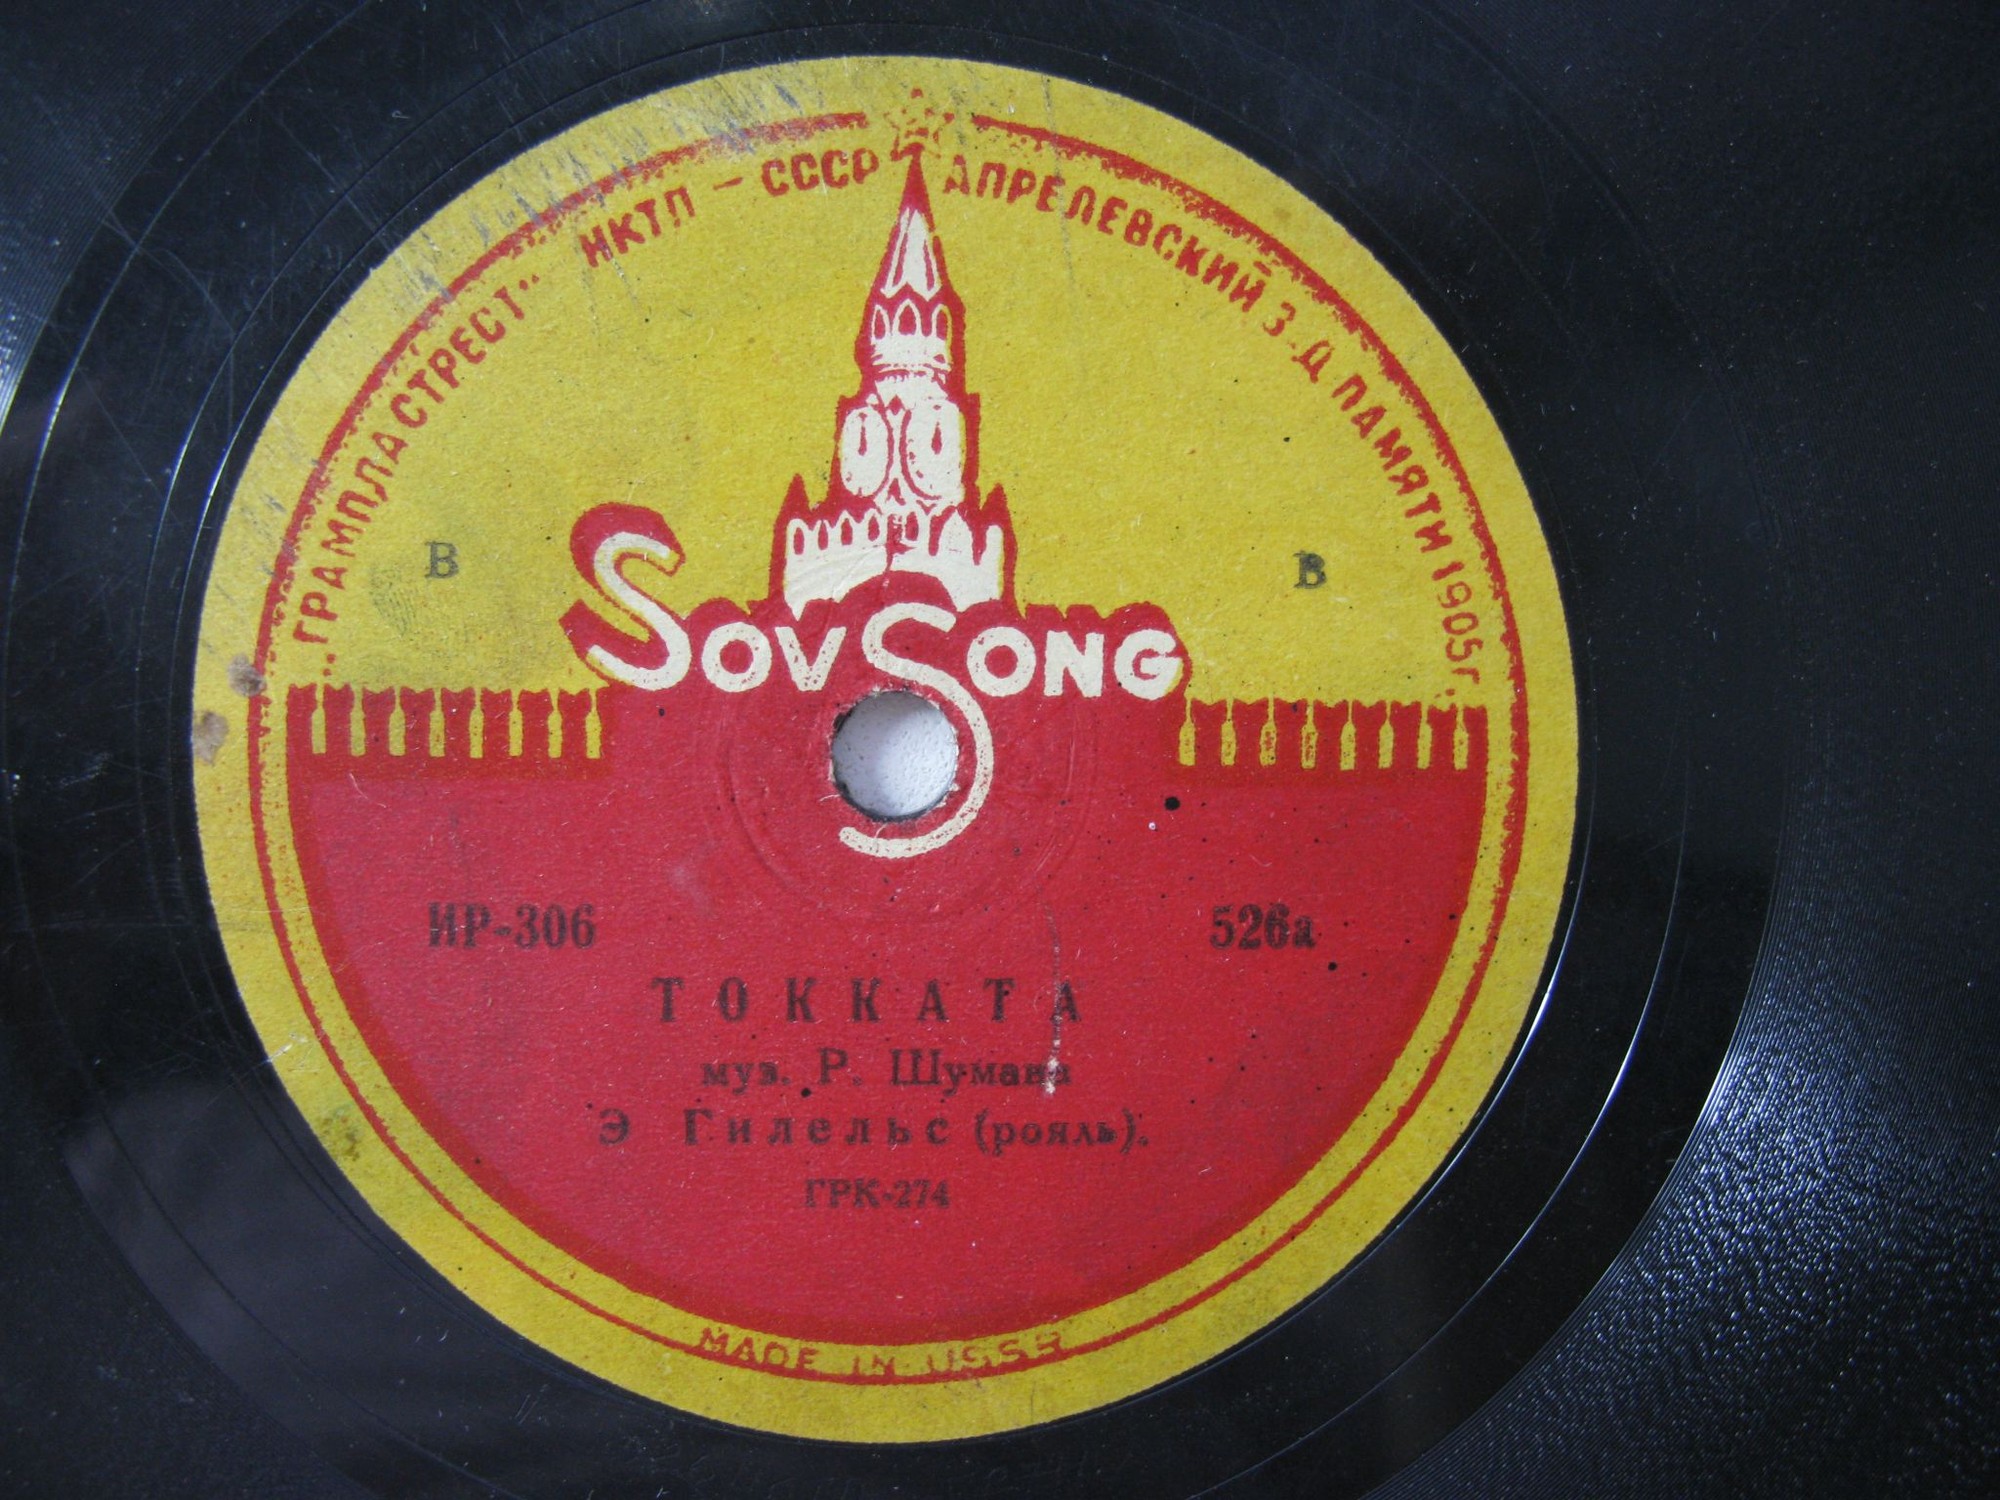 „ГРАМПЛАСТРЕСТ“ НКТП – СССР АПРЕЛЕВСКИЙ З-Д ПАМЯТИ 1905 г.
В В
SOVSONG
ИР-306 526а
ТОККАТА
муз. Р. Шумана
Э Гилельс (рояль).
ГРК-274
MADE IN USSR